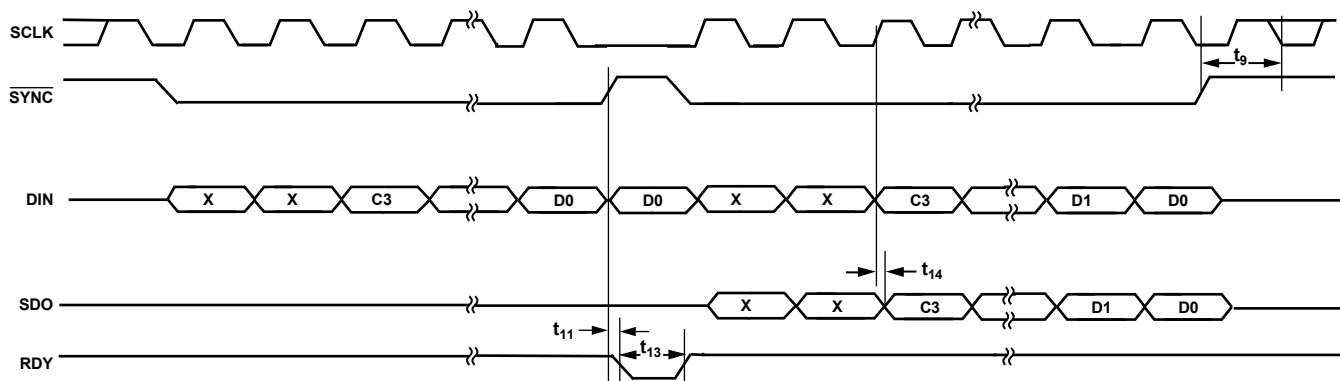 SCLK
t9
SYNC
DIN X X C3 D0 D0 X X C3 D1 D0
t14
SDO X X C3 D1 D0
t11 t13
RDY